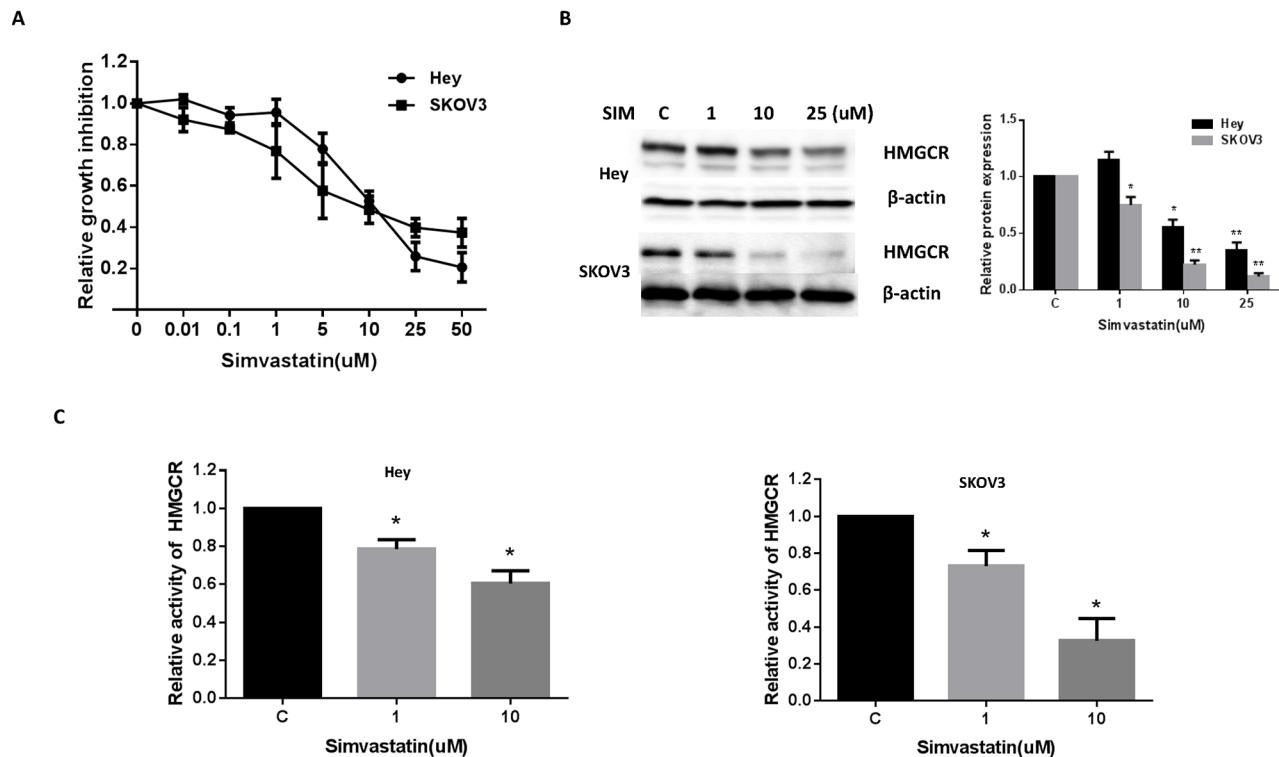 A
Relative growth inhibition
1.2
1.0
0.8
0.6
0.4
0.2
Hey
SKOV3
0 0.01 0.1 1 5 10 25 50
Simvastatin(uM)
B
SIM C 1 10 25 (uM)
Hey
HMGCR
β-actin
SKOV3
HMGCR
β-actin
Relative protein expression
1.5
1.0
0.5
0.0
Hey
SKOV3
*
*
**
**
**
C 1 10 25
Simvastatin(uM)
C
Hey
Relative activity of HMGCR
1.2
1.0
0.8
0.6
0.4
0.2
0.0
*
*
C 1 10
Simvastatin(uM)
SKOV3
Relative activity of HMGCR
1.2
1.0
0.8
0.6
0.4
0.2
0.0
*
*
C 1 10
Simvastatin(uM)